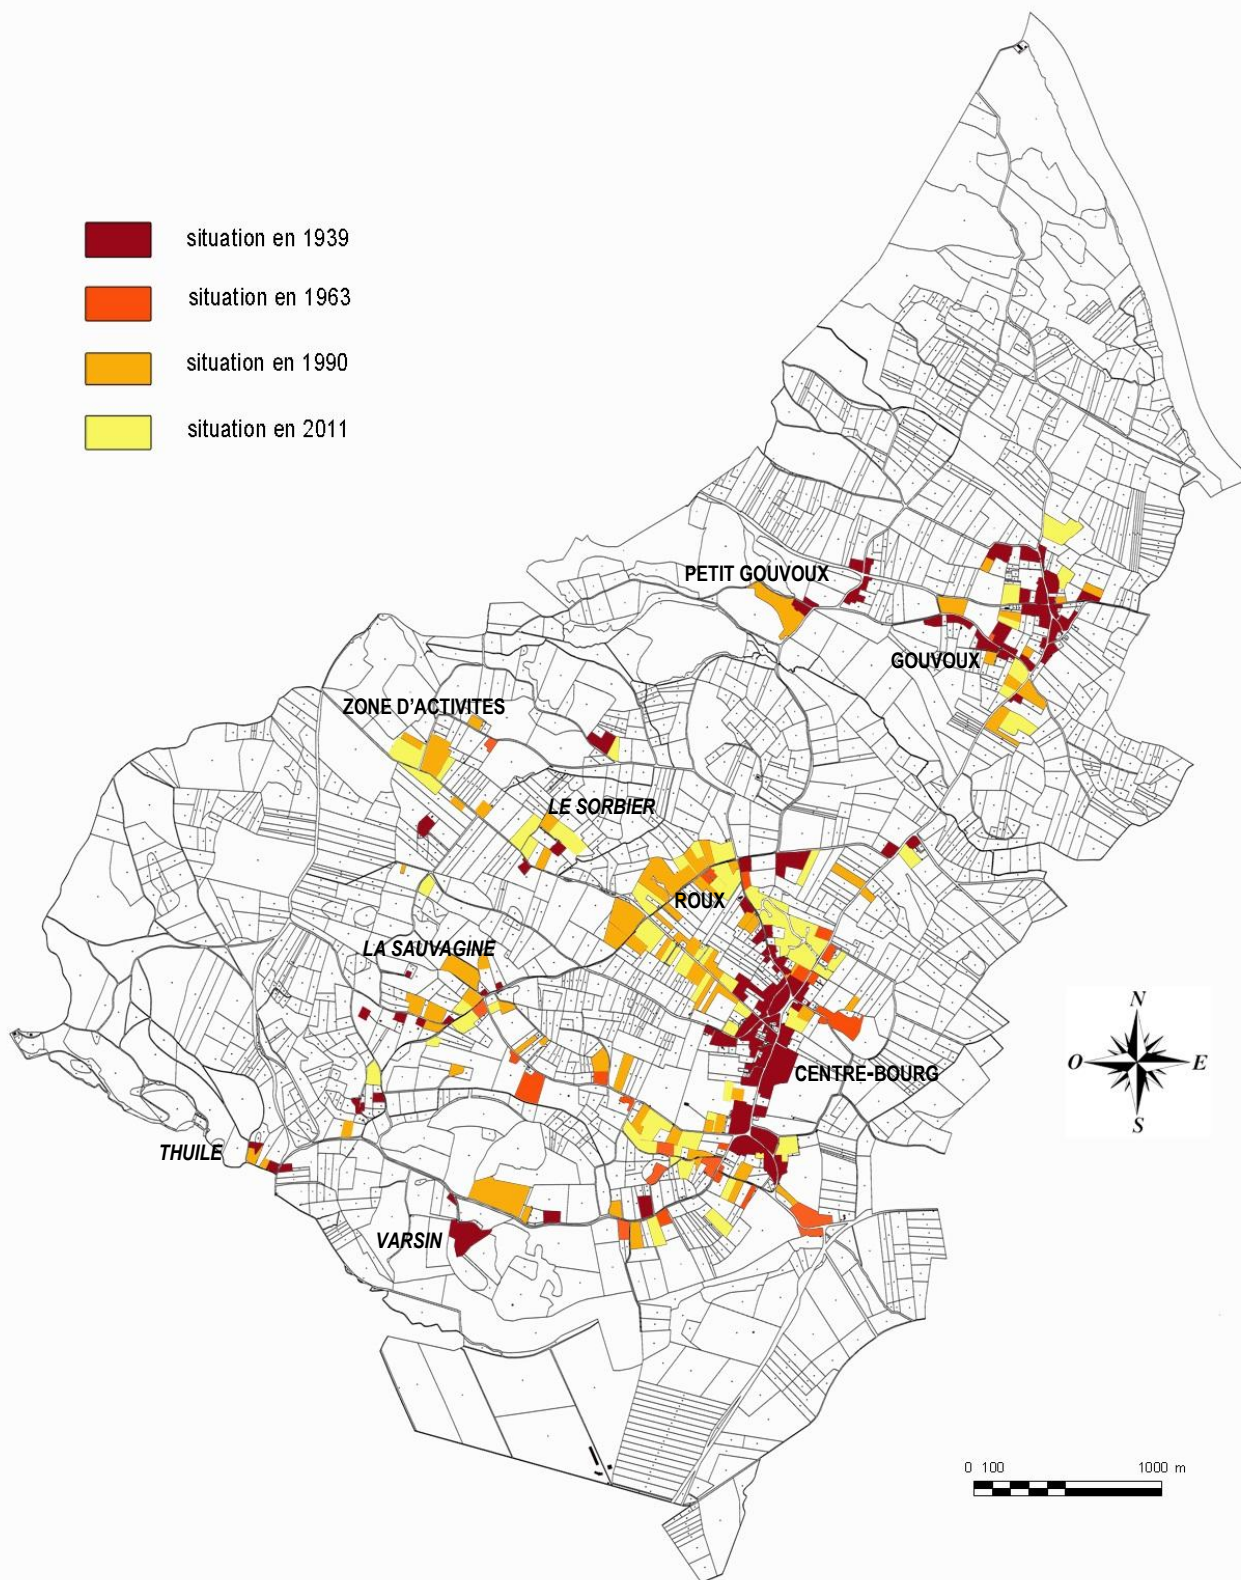 situation en 1939
situation en 1963
situation en 1990
situation en 2011
PETIT GOUVOUX
GOUVOUX
ZONE D'ACTIVITES
LE SORBIER
ROUX
LA SAUVAGINE
N
O
E
S
CENTRE-BOURG
THUILE
VARSIN
0 100 1000 m